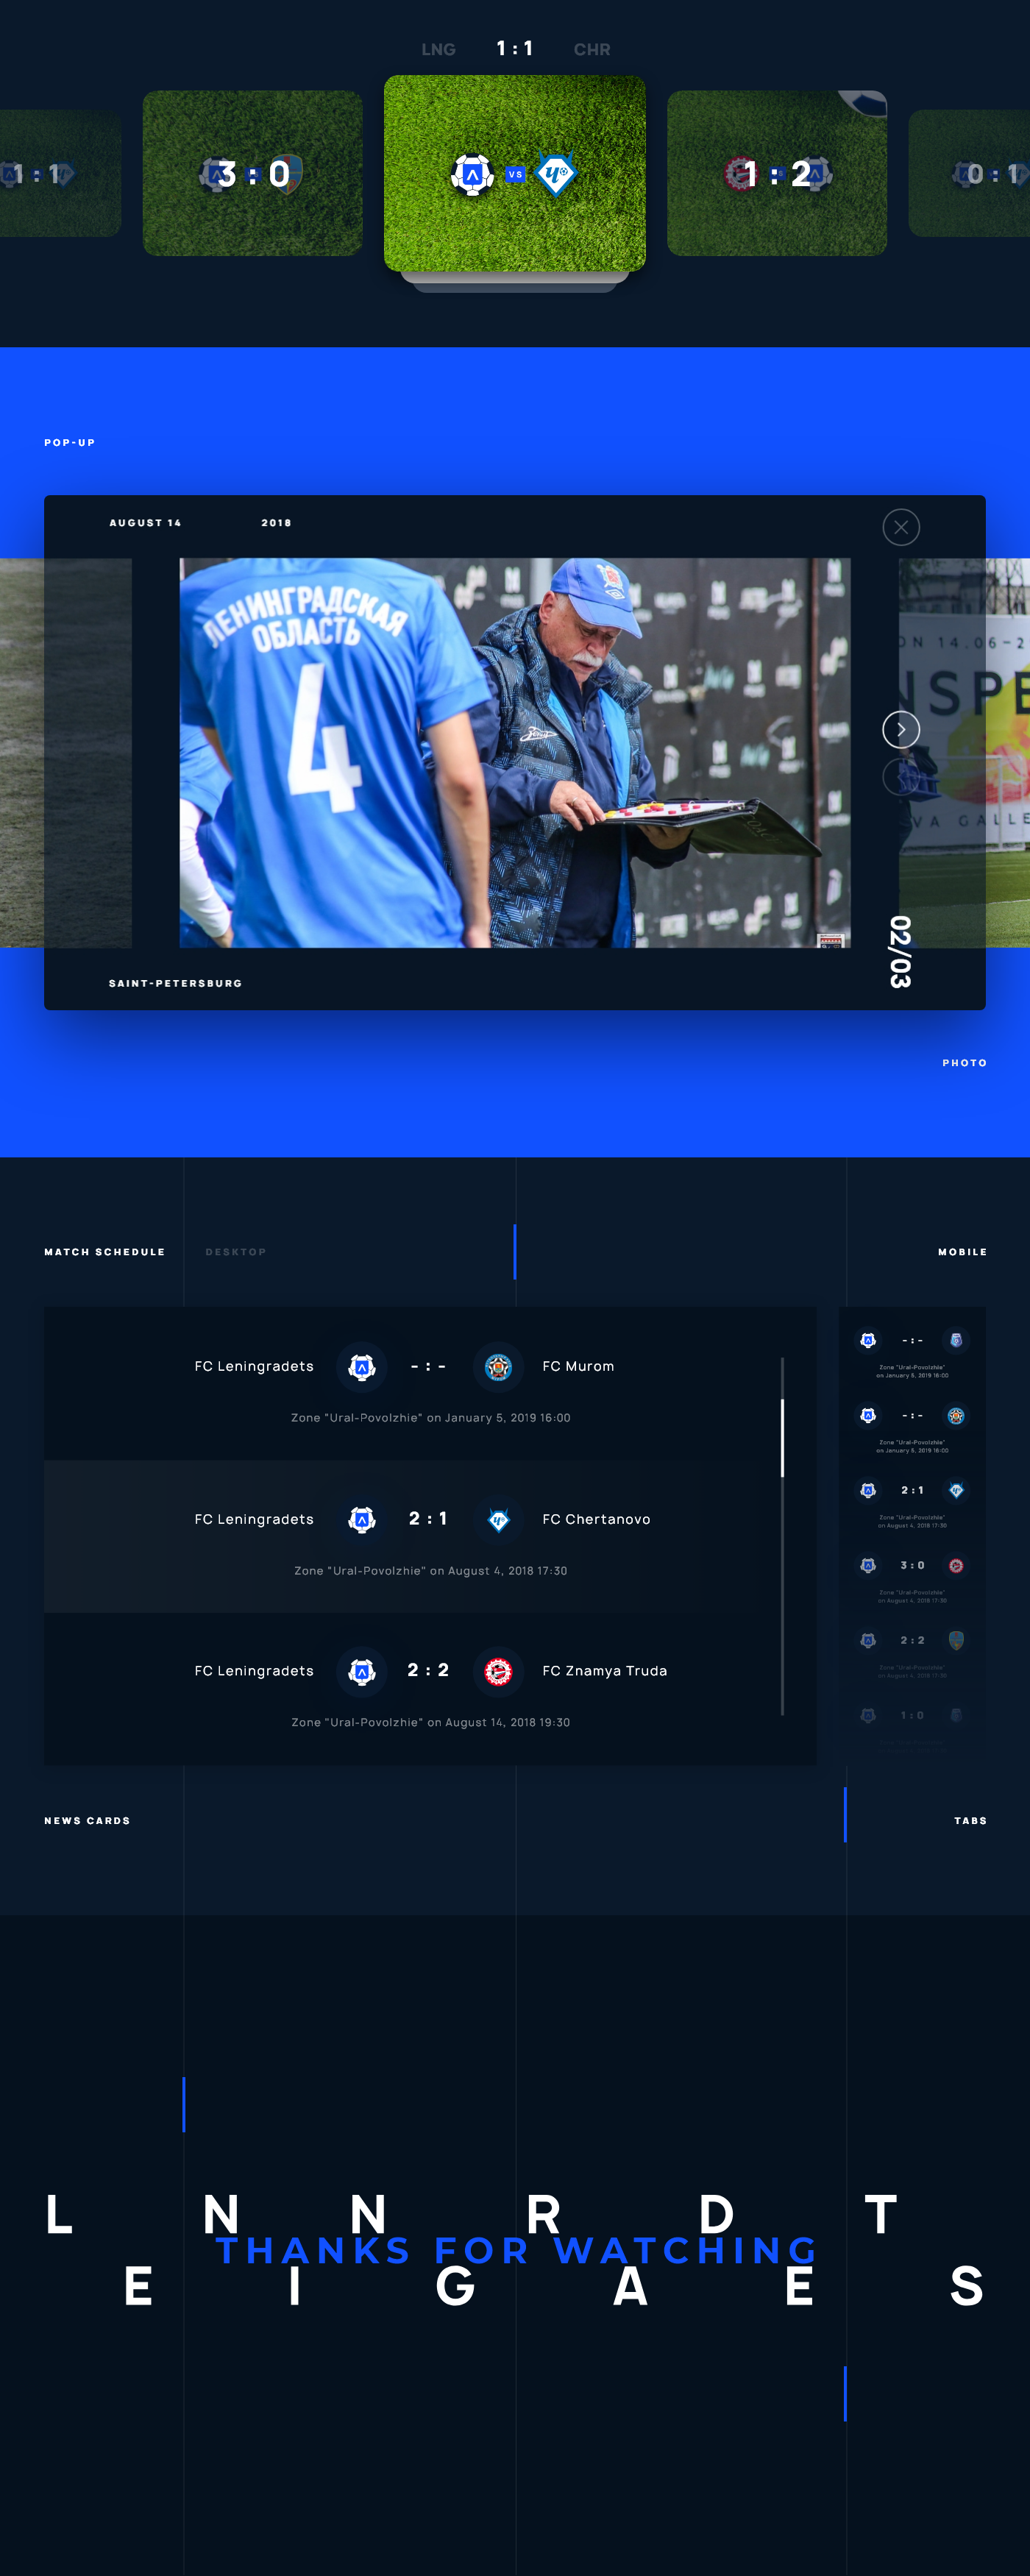 LNG 1 : 1 CHR
1 : 1
3 : 0
VS
1 : 2
0 : 1
POP-UP
AUGUST 14 2018
ЛЕНИНГРАДСКАЯ
ОБЛАСТЬ
4
ON 14.06-2
NSPE
VA GALLE
02/03
SAINT-PETERSBURG
PHOTO
MATCH SCHEDULE DESKTOP MOBILE
FC Leningradets - : - FC Murom
Zone "Ural-Povolzhie" on January 5, 2019 16:00
FC Leningradets 2 : 1 FC Chertanovo
Zone "Ural-Povolzhie" on August 4, 2018 17:30
FC Leningradets 2 : 2 FC Znamya Truda
Zone "Ural-Povolzhie" on August 14, 2018 19:30
- : -
Zone "Ural-Povolzhie"
on January 5, 2019 16:00
- : -
Zone "Ural-Povolzhie"
on January 5, 2019 16:00
2 : 1
Zone "Ural-Povolzhie"
on August 4, 2018 17:30
3 : 0
Zone "Ural-Povolzhie"
on August 4, 2018 17:30
2 : 2
Zone "Ural-Povolzhie"
on August 4, 2018 17:30
1 : 0
NEWS CARDS TABS
L N N R D T
THANKS FOR WATCHING
E I G A E S